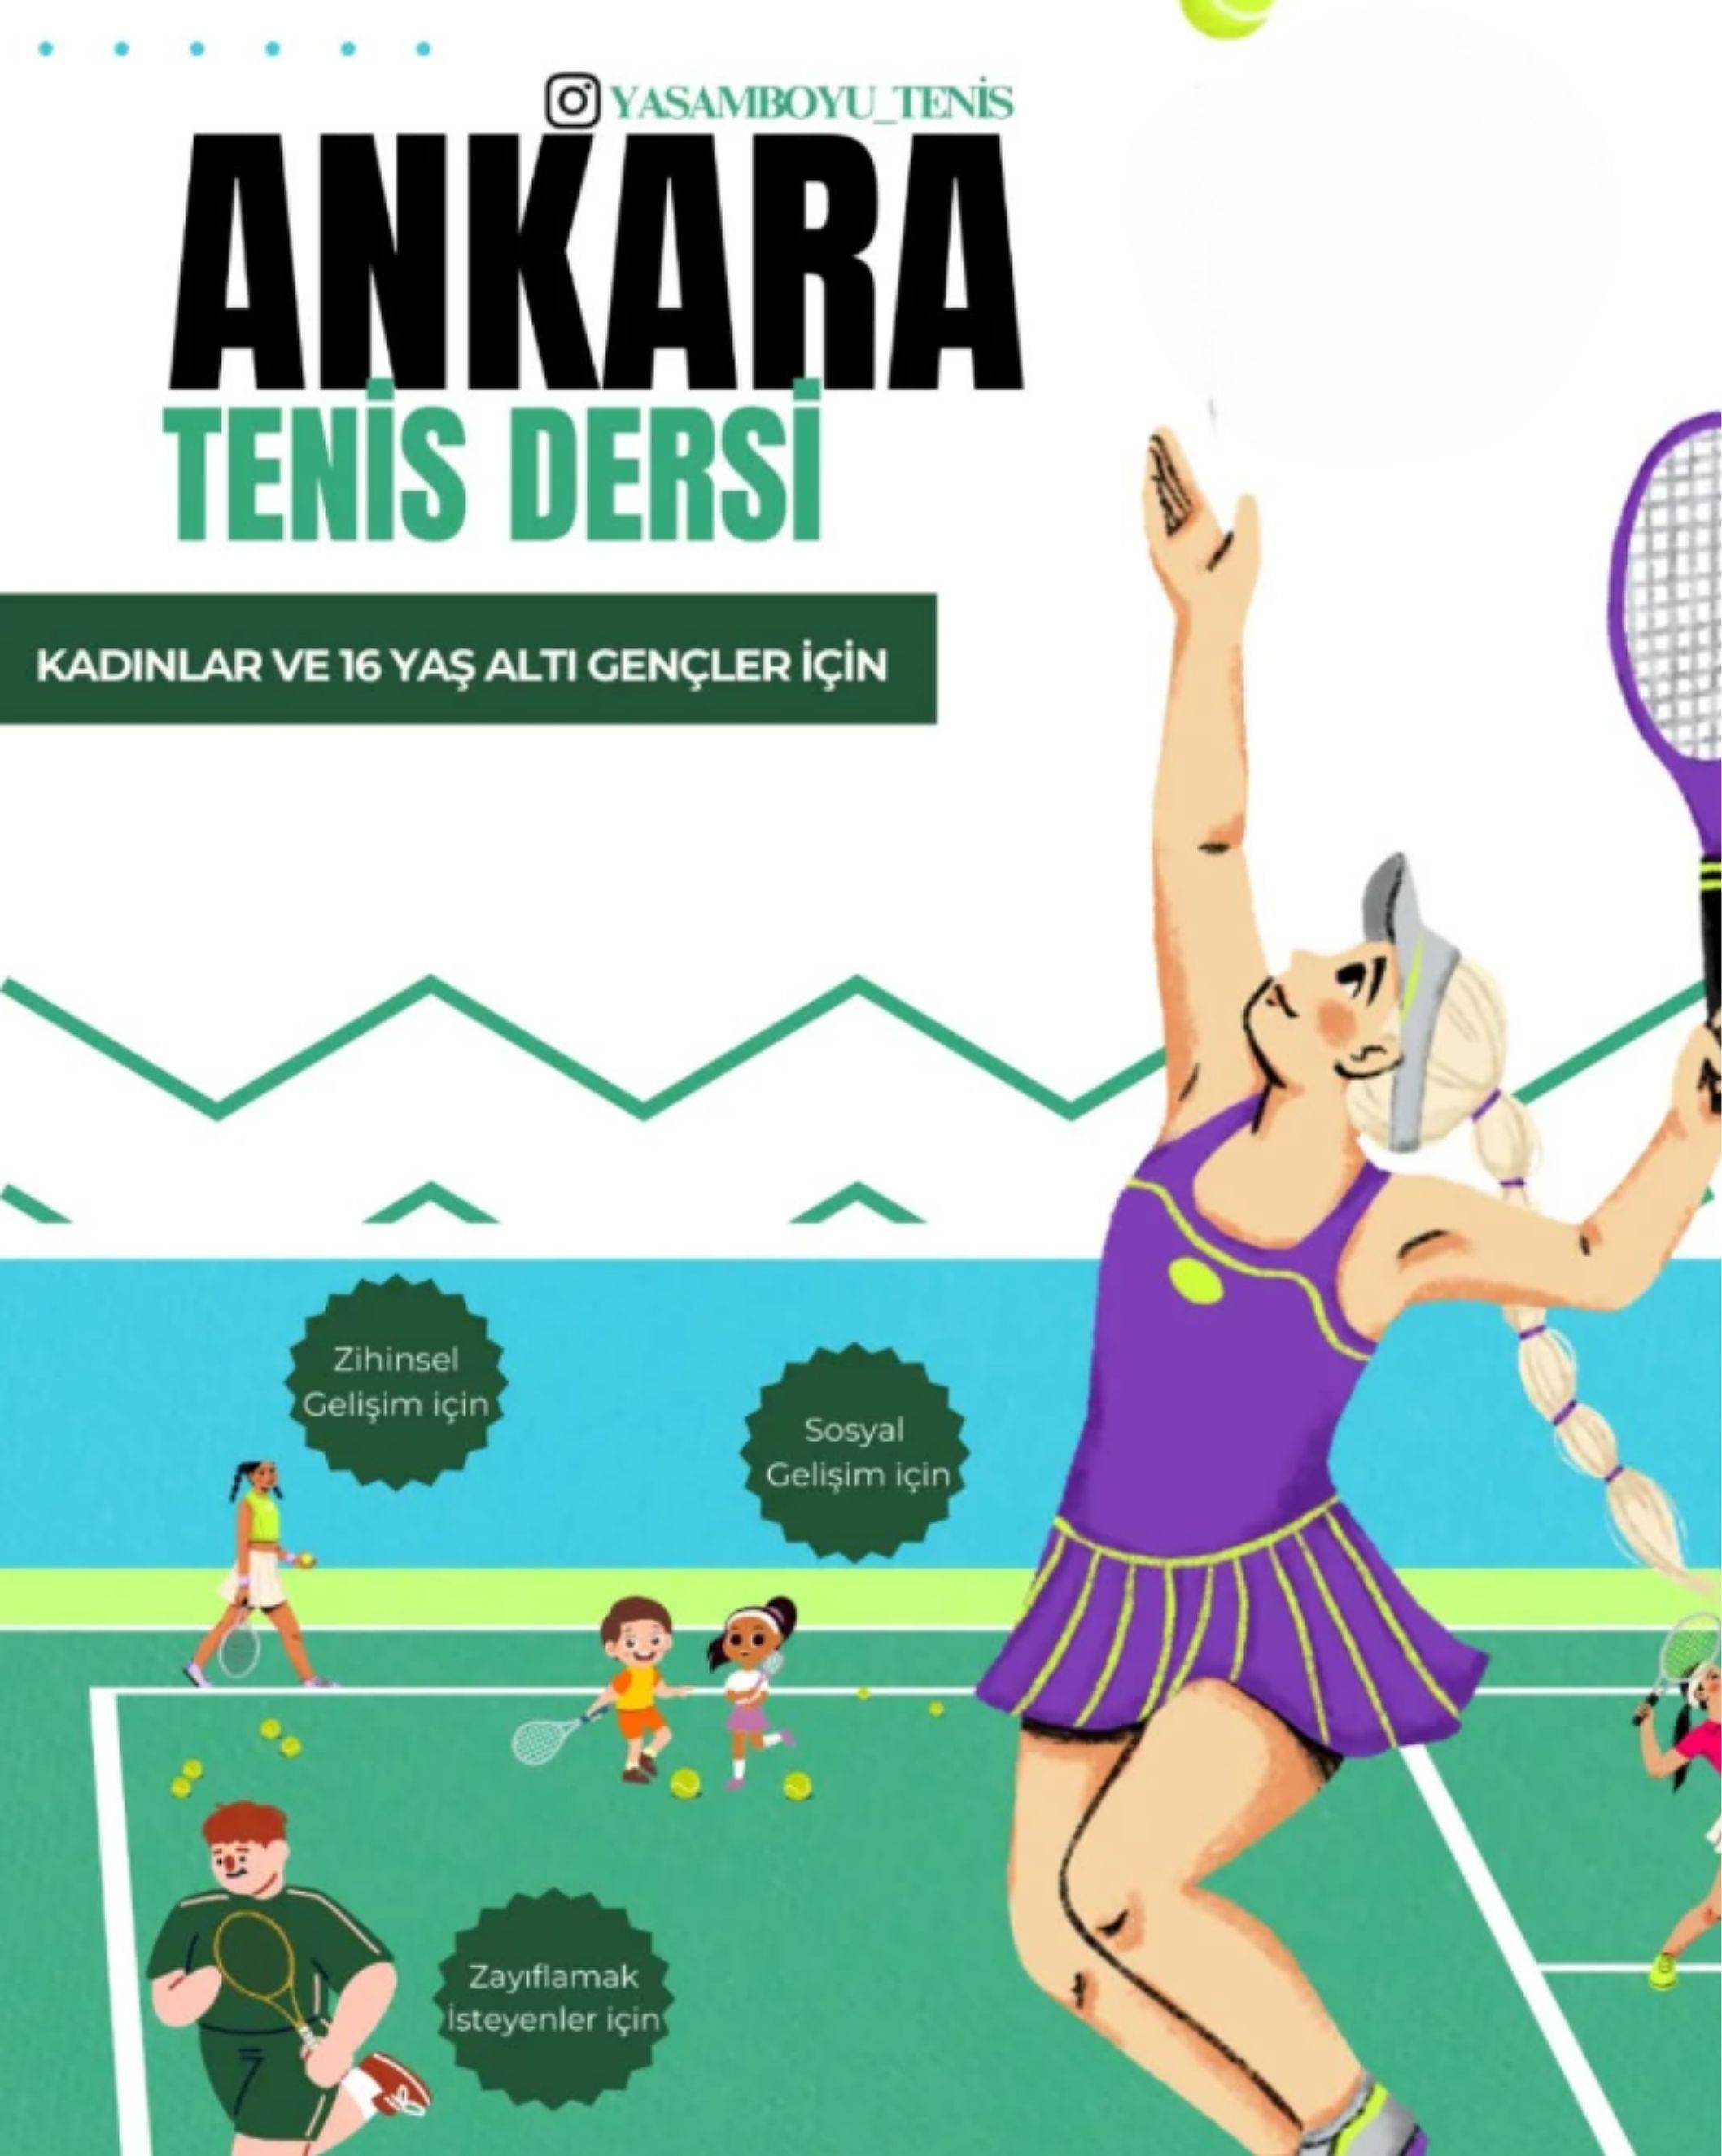 YASAMBOYU_TENİS
ANKARA
TENİS DERSİ
KADINLAR VE 16 YAŞ ALTI GENÇLER İÇİN
Zihinsel
Gelişim için
Sosyal
Gelişim için
Zayıflamak
İsteyenler için